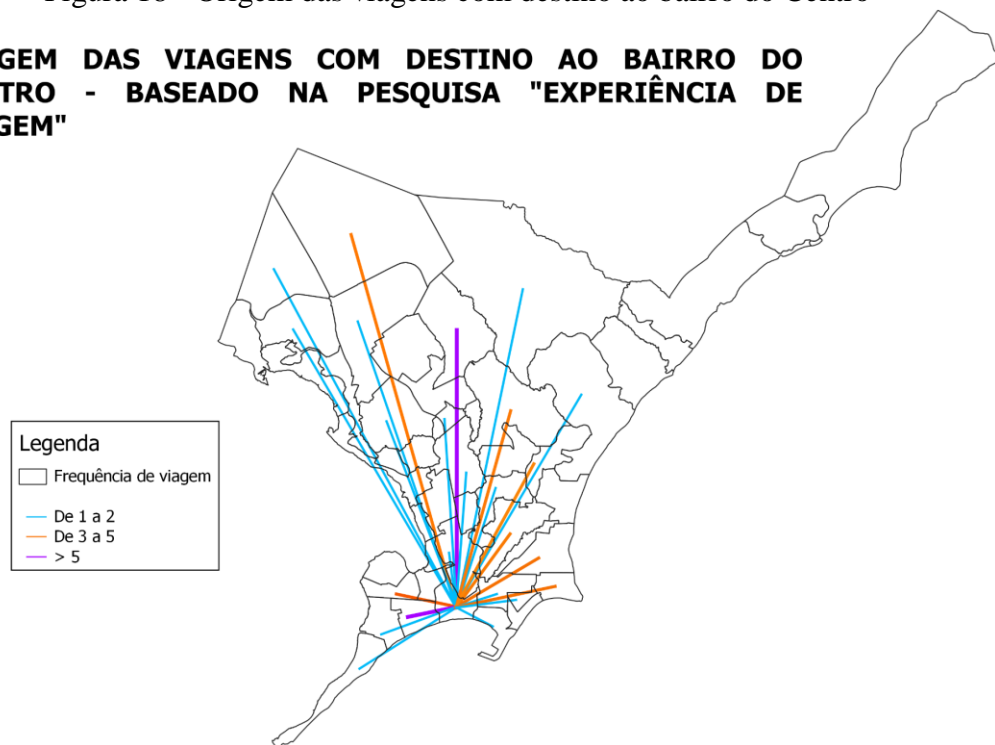 Figura 18 - Origem das viagens com destino ao bairro do Centro
GEM DAS VIAGENS COM DESTINO AO BAIRRO DO
TRO - BASEADO NA PESQUISA "EXPERIÊNCIA DE
GEM"
Legenda
Frequência de viagem
De 1 a 2
De 3 a 5
> 5